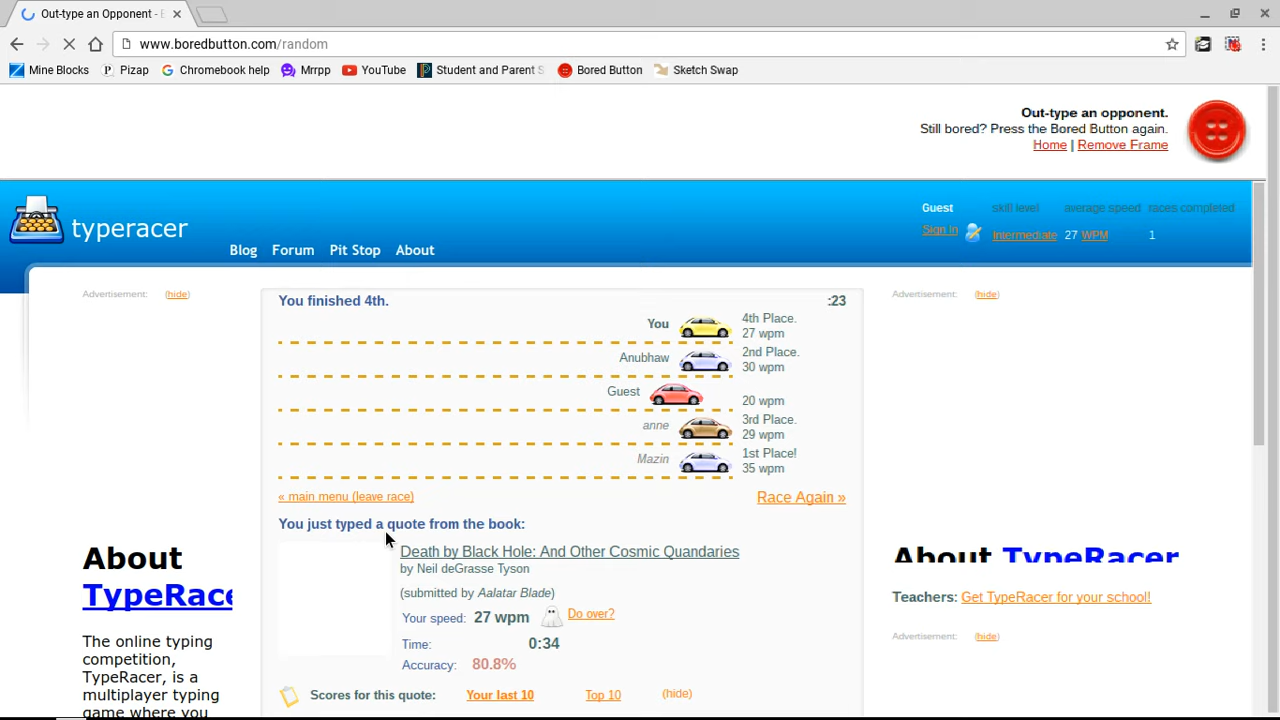 Out-type an Opponent - B
www.boredbutton.com/random
Mine Blocks
Pizap
Chromebook help
Mrrpp
YouTube
Student and Parent S
Bored Button
Sketch Swap
Out-type an opponent.
Still bored? Press the Bored Button again.
Home | Remove Frame
typeracer
Blog
Forum
Pit Stop
About
Guest
skill level
average speed
races completed
Sign In
Intermediate
27 WPM
1
Advertisement: (hide)
You finished 4th.
:23
Advertisement: (hide)
You
4th Place.
27 wpm
Anubhaw
2nd Place.
30 wpm
Guest
20 wpm
anne
3rd Place.
29 wpm
Mazin
1st Place!
35 wpm
« main menu (leave race)
Race Again »
You just typed a quote from the book:
Death by Black Hole: And Other Cosmic Quandaries
by Neil deGrasse Tyson
(submitted by Aalatar Blade)
Your speed: 27 wpm
Do over?
Time: 0:34
Accuracy: 80.8%
Scores for this quote:
Your last 10
Top 10
(hide)
About
TypeRace
The online typing
competition,
TypeRacer, is a
multiplayer typing
game where you
About TypeRacer
Teachers: Get TypeRacer for your school!
Advertisement: (hide)